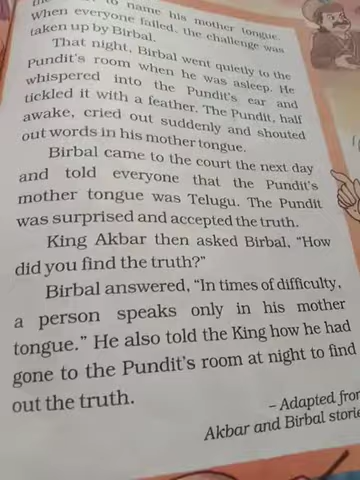 to name his mother tongue.
When everyone failed, the challenge was
taken up by Birbal.
That night, Birbal went quietly to the
Pundit's room when he was asleep. He
whispered into the Pundit's ear and
tickled it with a feather. The Pundit, half
awake, cried out suddenly and shouted
out words in his mother tongue.
Birbal came to the court the next day
and told everyone that the Pundit's
mother tongue was Telugu. The Pundit
was surprised and accepted the truth.
King Akbar then asked Birbal, "How
did you find the truth?"
Birbal answered, "In times of difficulty,
a person speaks only in his mother
tongue." He also told the King how he had
gone to the Pundit's room at night to find
out the truth.
– Adapted from
Akbar and Birbal storie